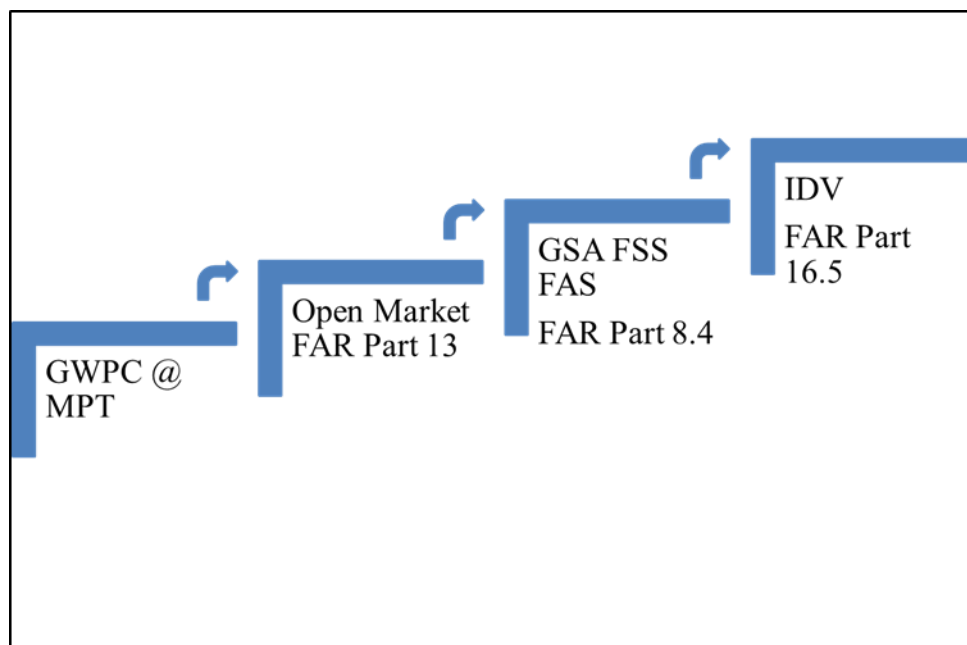 GWPC @
MPT
Open Market
FAR Part 13
GSA FSS
FAS
FAR Part 8.4
IDV
FAR Part
16.5